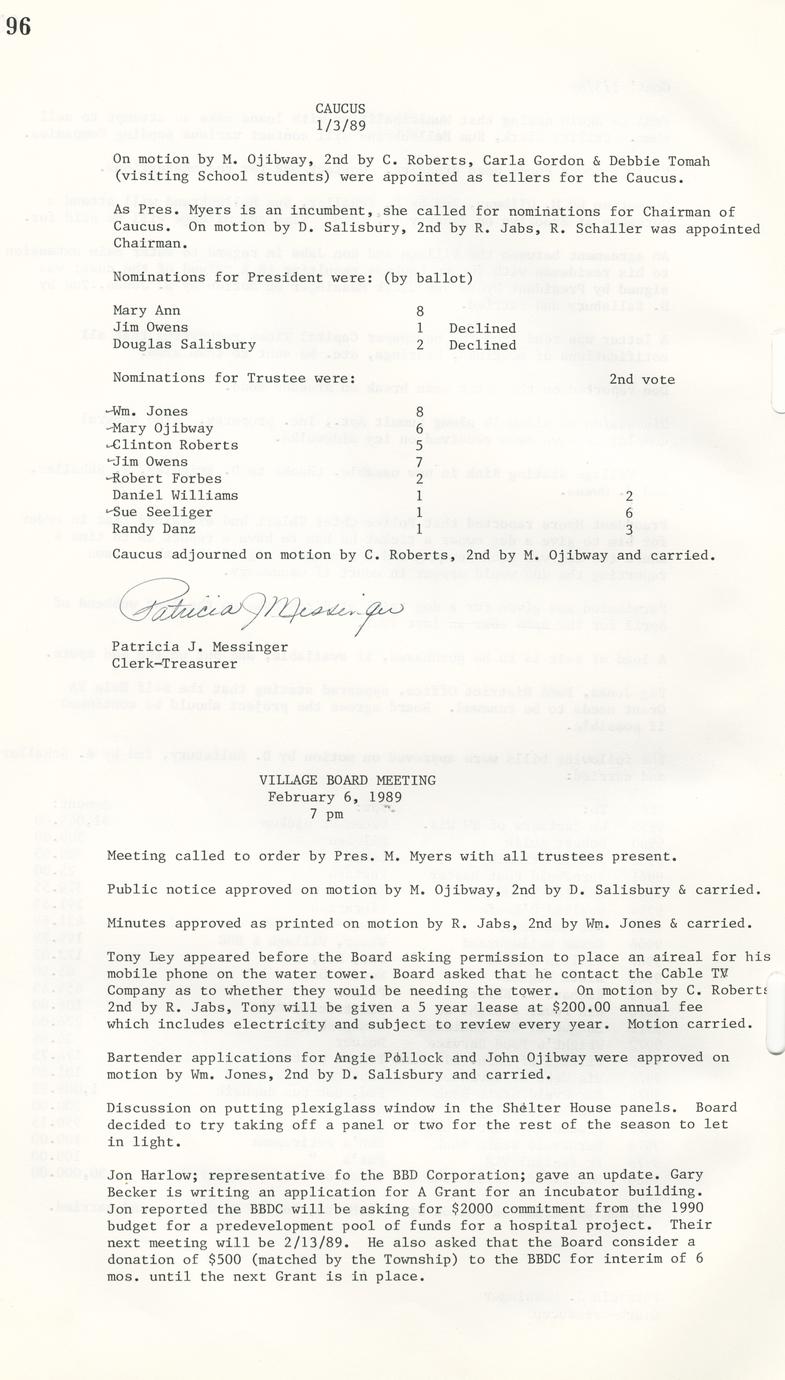 96
CAUCUS
1/3/89
On motion by M. Ojibway, 2nd by C. Roberts, Carla Gordon & Debbie Tomah
(visiting School students) were appointed as tellers for the Caucus.
As Pres. Myers is an incumbent, she called for nominations for Chairman of
Caucus.  On motion by D. Salisbury, 2nd by R. Jabs, R. Schaller was appointed
Chairman.
Nominations for President were: (by ballot)
Mary Ann 8
Jim Owens 1 Declined
Douglas Salisbury 2 Declined
Nominations for Trustee were: 2nd vote
Wm. Jones 8
Mary Ojibway 6
Clinton Roberts 5
Jim Owens 7
Robert Forbes 2
Daniel Williams 1 2
Sue Seeliger 1 6
Randy Danz 1 3
Caucus adjourned on motion by C. Roberts, 2nd by M. Ojibway and carried.
Patricia J Messinger
Patricia J. Messinger
Clerk-Treasurer
VILLAGE BOARD MEETING
February 6, 1989
7 pm
Meeting called to order by Pres. M. Myers with all trustees present.
Public notice approved on motion by M. Ojibway, 2nd by D. Salisbury & carried.
Minutes approved as printed on motion by R. Jabs, 2nd by Wm. Jones & carried.
Tony Ley appeared before the Board asking permission to place an aireal for his
mobile phone on the water tower.  Board asked that he contact the Cable TV
Company as to whether they would be needing the tower.  On motion by C. Roberts
2nd by R. Jabs, Tony will be given a 5 year lease at $200.00 annual fee
which includes electricity and subject to review every year.  Motion carried.
Bartender applications for Angie Pollock and John Ojibway were approved on
motion by Wm. Jones, 2nd by D. Salisbury and carried.
Discussion on putting plexiglass window in the Shelter House panels.  Board
decided to try taking off a panel or two for the rest of the season to let
in light.
Jon Harlow; representative fo the BBD Corporation; gave an update. Gary
Becker is writing an application for A Grant for an incubator building.
Jon reported the BBDC will be asking for $2000 commitment from the 1990
budget for a predevelopment pool of funds for a hospital project.  Their
next meeting will be 2/13/89.  He also asked that the Board consider a
donation of $500 (matched by the Township) to the BBDC for interim of 6
mos. until the next Grant is in place.